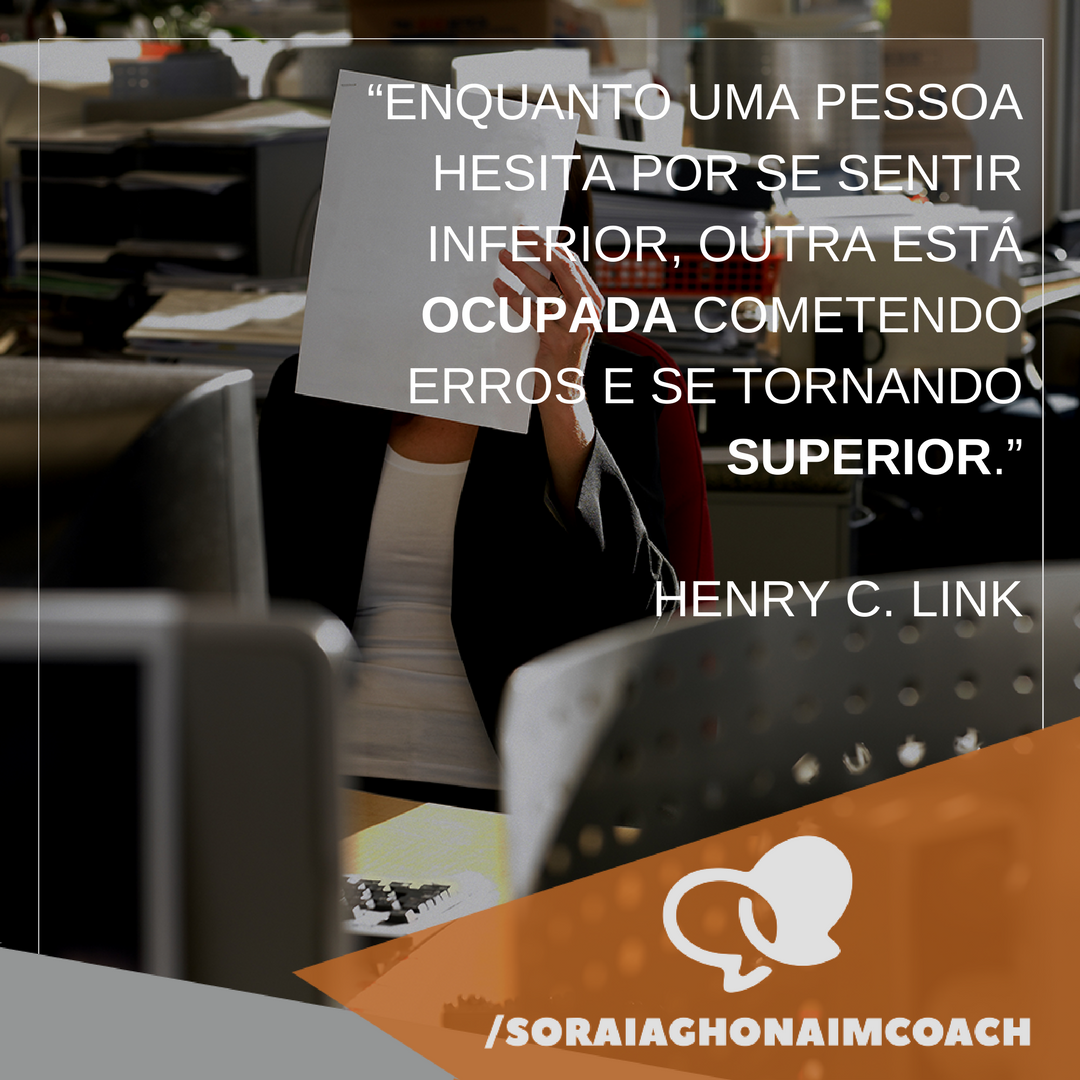 “ENQUANTO UMA PESSOA
HESITA POR SE SENTIR
INFERIOR, OUTRA ESTÁ
OCUPADA COMETENDO
ERROS E SE TORNANDO
SUPERIOR.”
HENRY C. LINK
/SORAIAGHONAIMCOACH